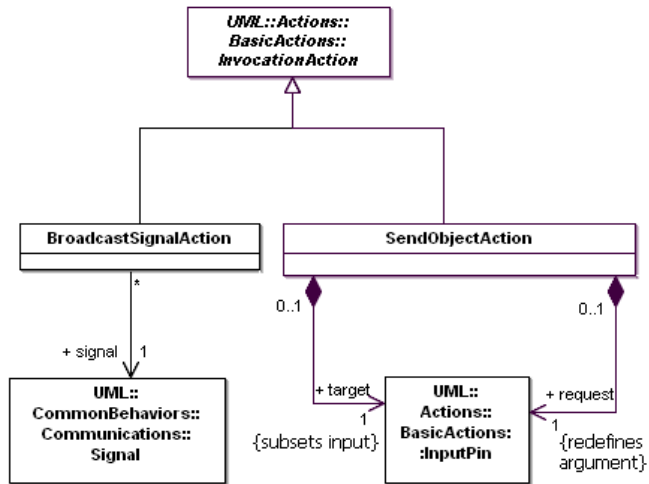 UML::Actions::
BasicActions::
InvocationAction
BroadcastSignalAction
SendObjectAction
*
0..1
0..1
+ signal
1
+ target
+ request
1
1
UML::
CommonBehaviors::
Communications::
Signal
UML::
Actions::
BasicActions:
:InputPin
{subsets input}
{redefines
argument}